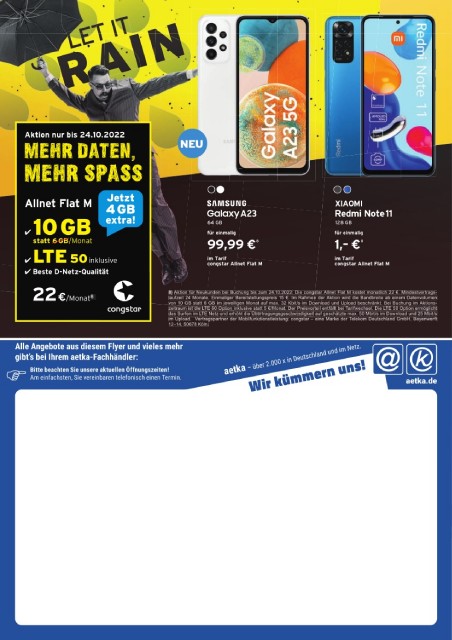 LET IT
RAIN
Aktion nur bis 24.10.2022
MEHR DATEN,
MEHR SPASS
Allnet Flat M
Jetzt
4 GB
extra!
✓ 10 GB
statt 6 GB/Monat
✓ LTE 50 inklusive
✓ Beste D-Netz-Qualität
22 €/Monat⁸⁾
congstar
NEU
Galaxy
A23 5G
SAMSUNG
Galaxy A23
64 GB
für einmalig
99,99 €*
im Tarif
congstar Allnet Flat M
Redmi Note 11
Redmi
XIAOMI
Redmi Note 11
128 GB
für einmalig
1,- €*
im Tarif
congstar Allnet Flat M
Alle Angebote aus diesem Flyer und vieles mehr
gibt's bei Ihrem aetka-Fachhändler:
Bitte beachten Sie unsere aktuellen Öffnungszeiten!
Am einfachsten, Sie vereinbaren telefonisch einen Termin.
aetka – über 2 000 x in Deutschland und im Netz.
Wir kümmern uns!
@ k
aetka.de